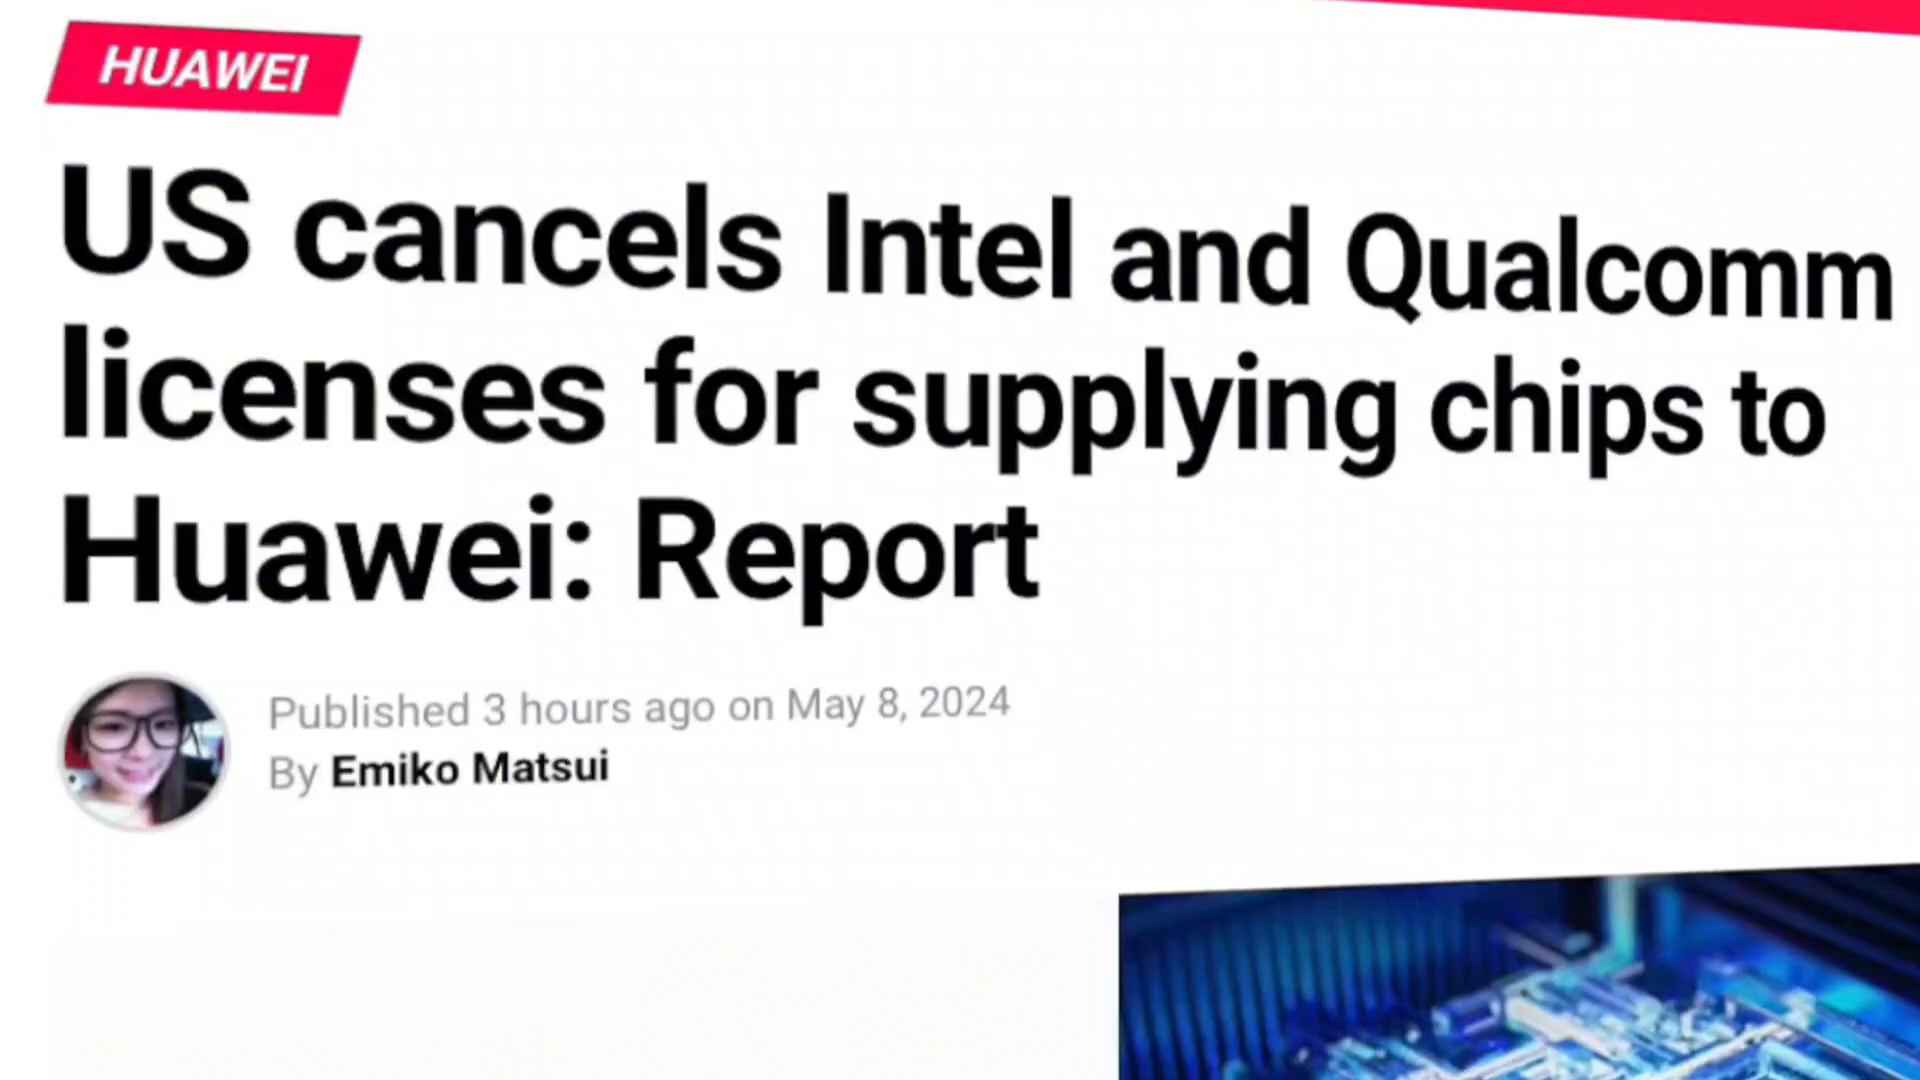 HUAWEI
US cancels Intel and Qualcomm
licenses for supplying chips to
Huawei: Report
Published 3 hours ago on May 8, 2024
By Emiko Matsui